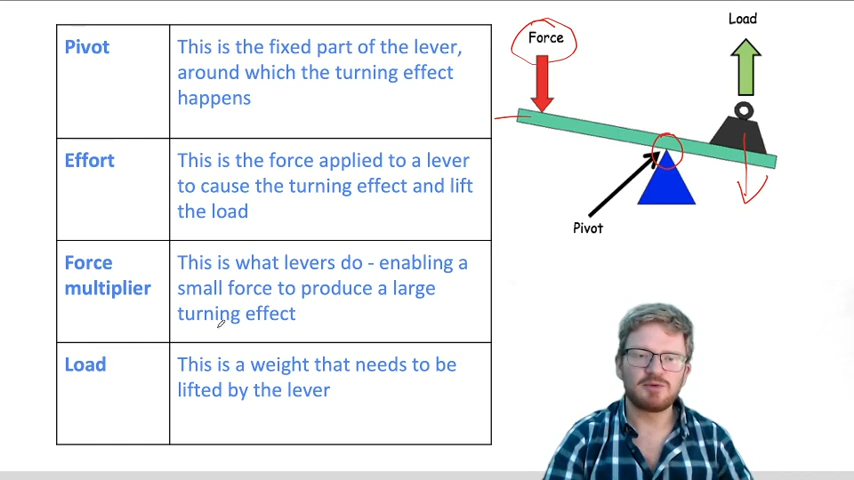 Pivot
This is the fixed part of the lever,
around which the turning effect
happens
Effort
This is the force applied to a lever
to cause the turning effect and lift
the load
Force
multiplier
This is what levers do - enabling a
small force to produce a large
turning effect
Load
This is a weight that needs to be
lifted by the lever
Load
Force
Pivot